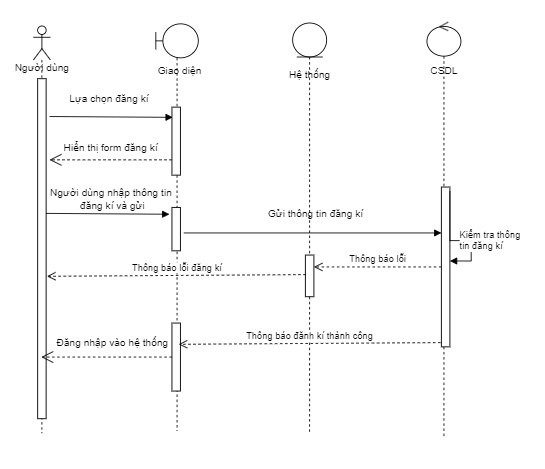 Người dùng
Giao diện
Hệ thống
CSDL
Lựa chọn đăng kí
Hiển thị form đăng kí
Người dùng nhập thông tin
đăng kí và gửi
Gửi thông tin đăng kí
Kiểm tra thông
tin đăng kí
Thông báo lỗi
Thông báo lỗi đăng kí
Thông báo đănh kí thành công
Đăng nhập vào hệ thống